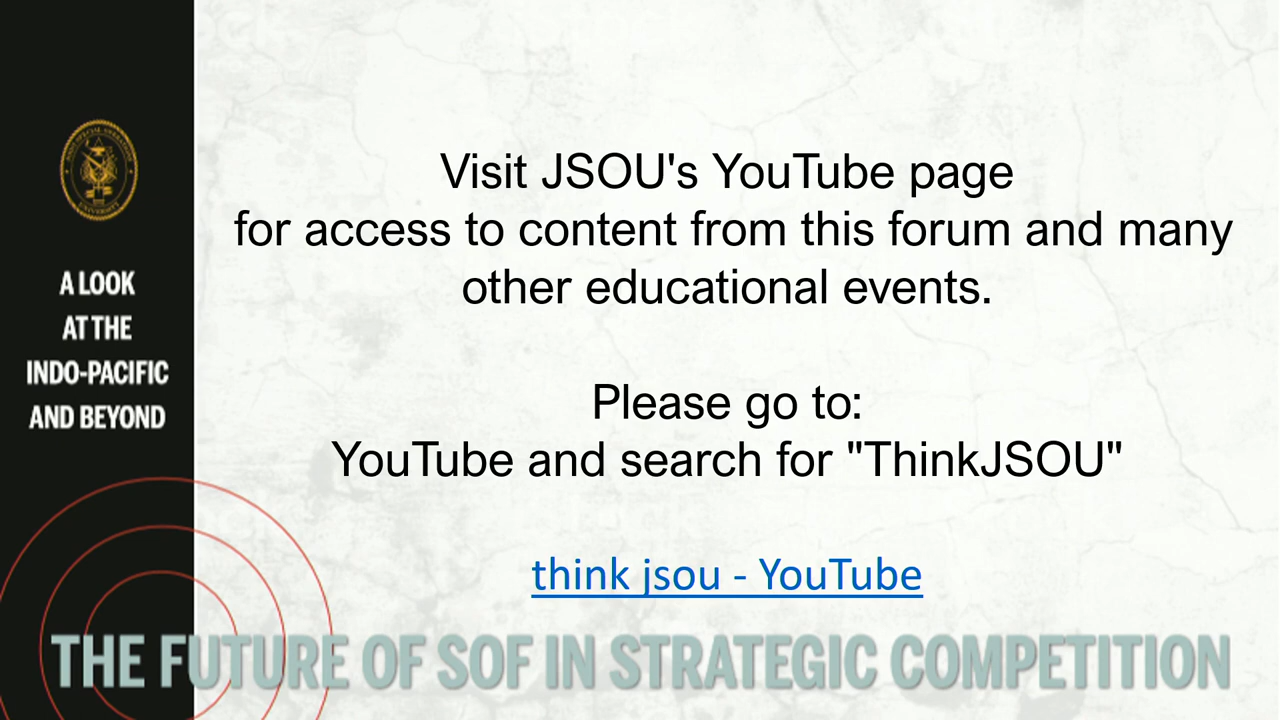 A LOOK
AT THE
INDO-PACIFIC
AND BEYOND
Visit JSOU's YouTube page
for access to content from this forum and many
other educational events.
Please go to:
YouTube and search for "ThinkJSOU"
think jsou - YouTube
THE FUTURE OF SOF IN STRATEGIC COMPETITION